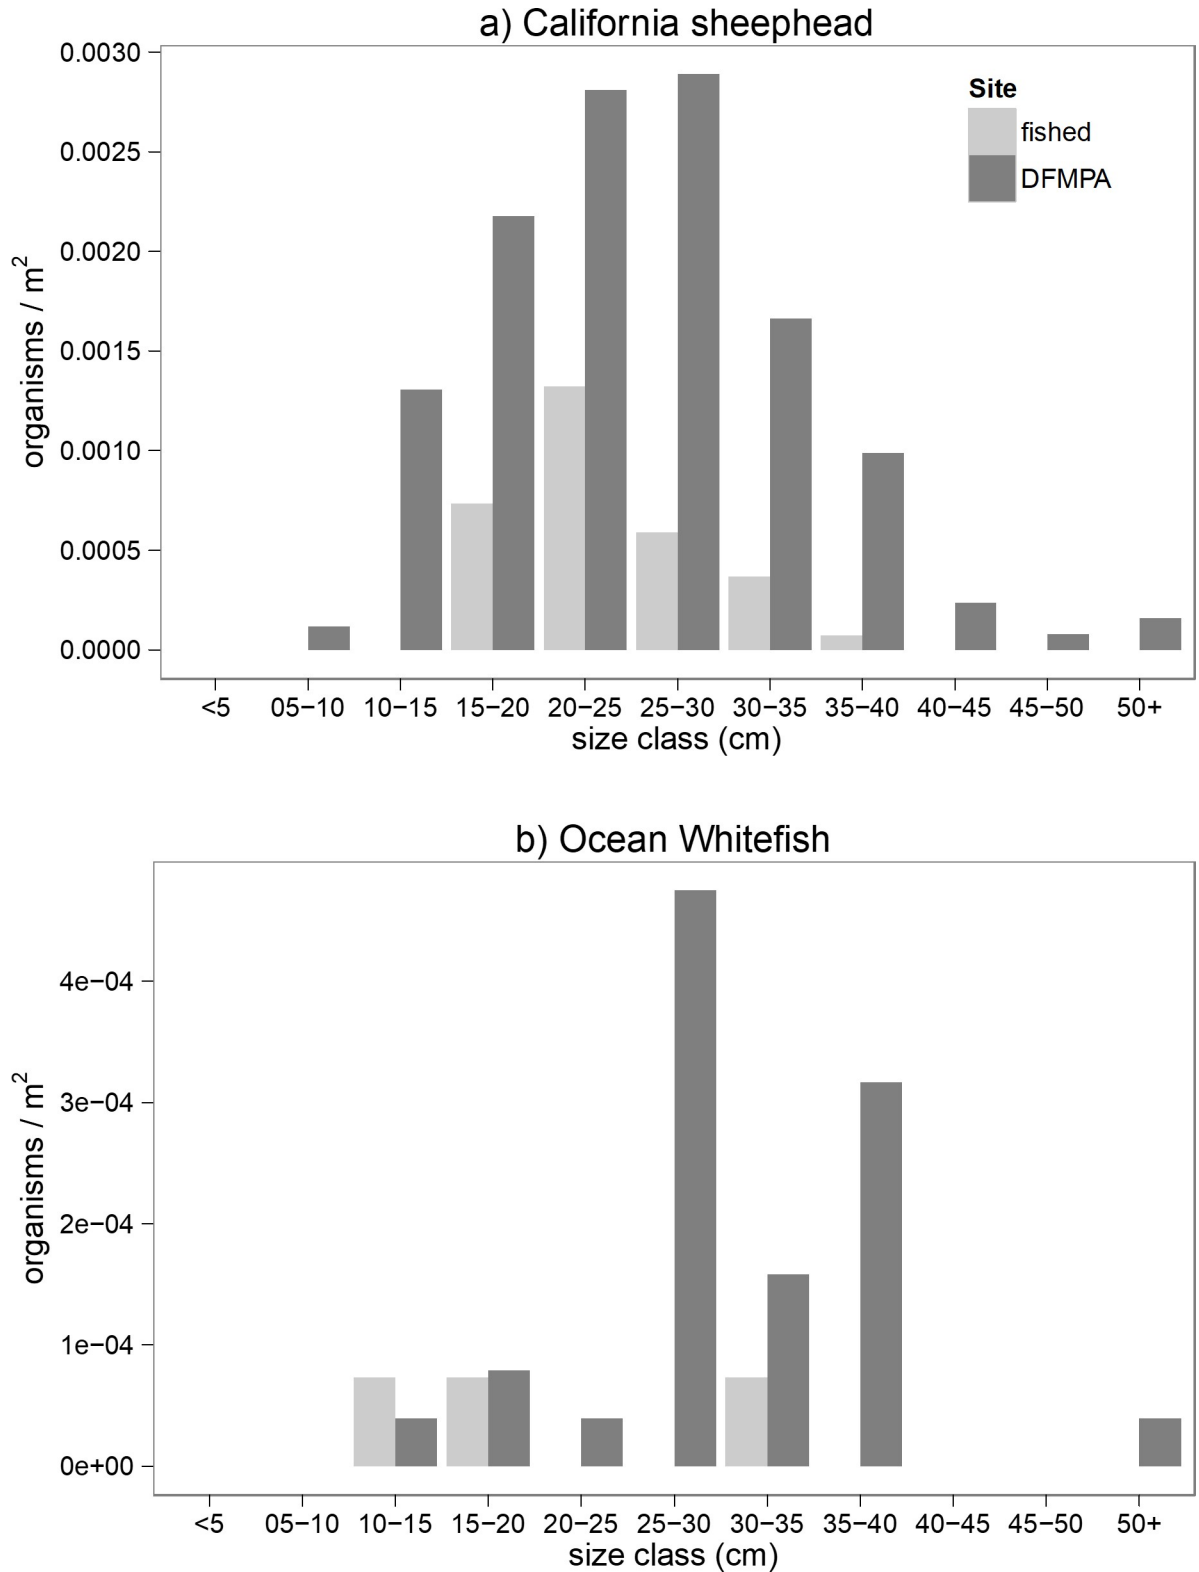 a) California sheephead
0.0030
0.0025
0.0020
0.0015
0.0010
0.0005
0.0000
organisms / m²
Site
fished
DFMPA
<5 05−10 10−15 15−20 20−25 25−30 30−35 35−40 40−45 45−50 50+
size class (cm)
b) Ocean Whitefish
4e−04
3e−04
2e−04
1e−04
0e+00
organisms / m²
<5 05−10 10−15 15−20 20−25 25−30 30−35 35−40 40−45 45−50 50+
size class (cm)